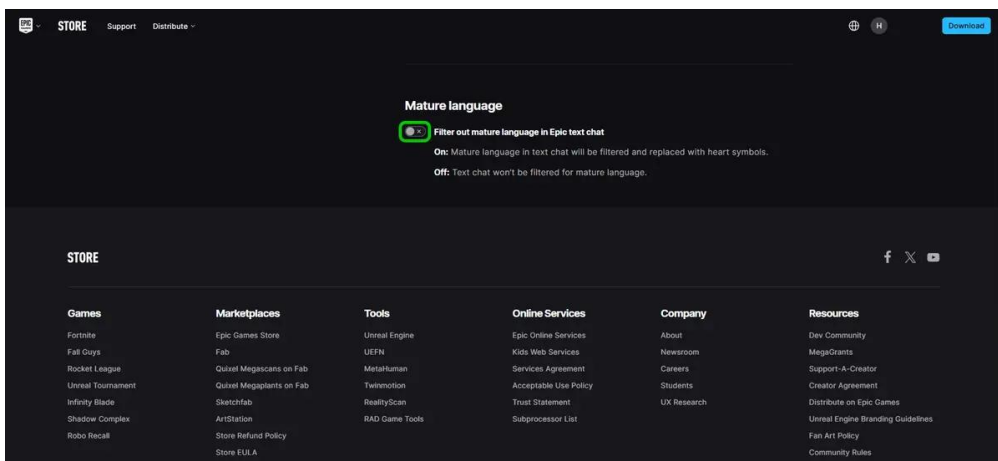 EPIC GAMES STORE Support Distribute H Download
Mature language
Filter out mature language in Epic text chat
On: Mature language in text chat will be filtered and replaced with heart symbols.
Off: Text chat won't be filtered for mature language.
STORE
Games
Fortnite
Fall Guys
Rocket League
Unreal Tournament
Infinity Blade
Shadow Complex
Robo Recall
Marketplaces
Epic Games Store
Fab
Quixel Megascans on Fab
Quixel Megaplants on Fab
Sketchfab
ArtStation
Store Refund Policy
Store EULA
Tools
Unreal Engine
UEFN
MetaHuman
Twinmotion
RealityScan
RAD Game Tools
Online Services
Epic Online Services
Kids Web Services
Services Agreement
Acceptable Use Policy
Trust Statement
Subprocessor List
Company
About
Newsroom
Careers
Students
UX Research
Resources
Dev Community
MegaGrants
Support-A-Creator
Creator Agreement
Distribute on Epic Games
Unreal Engine Branding Guidelines
Fan Art Policy
Community Rules